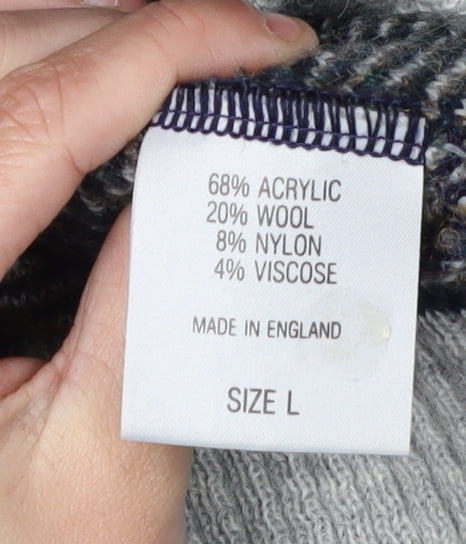 68% ACRYLIC
20% WOOL
8% NYLON
4% VISCOSE
MADE IN ENGLAND
SIZE L